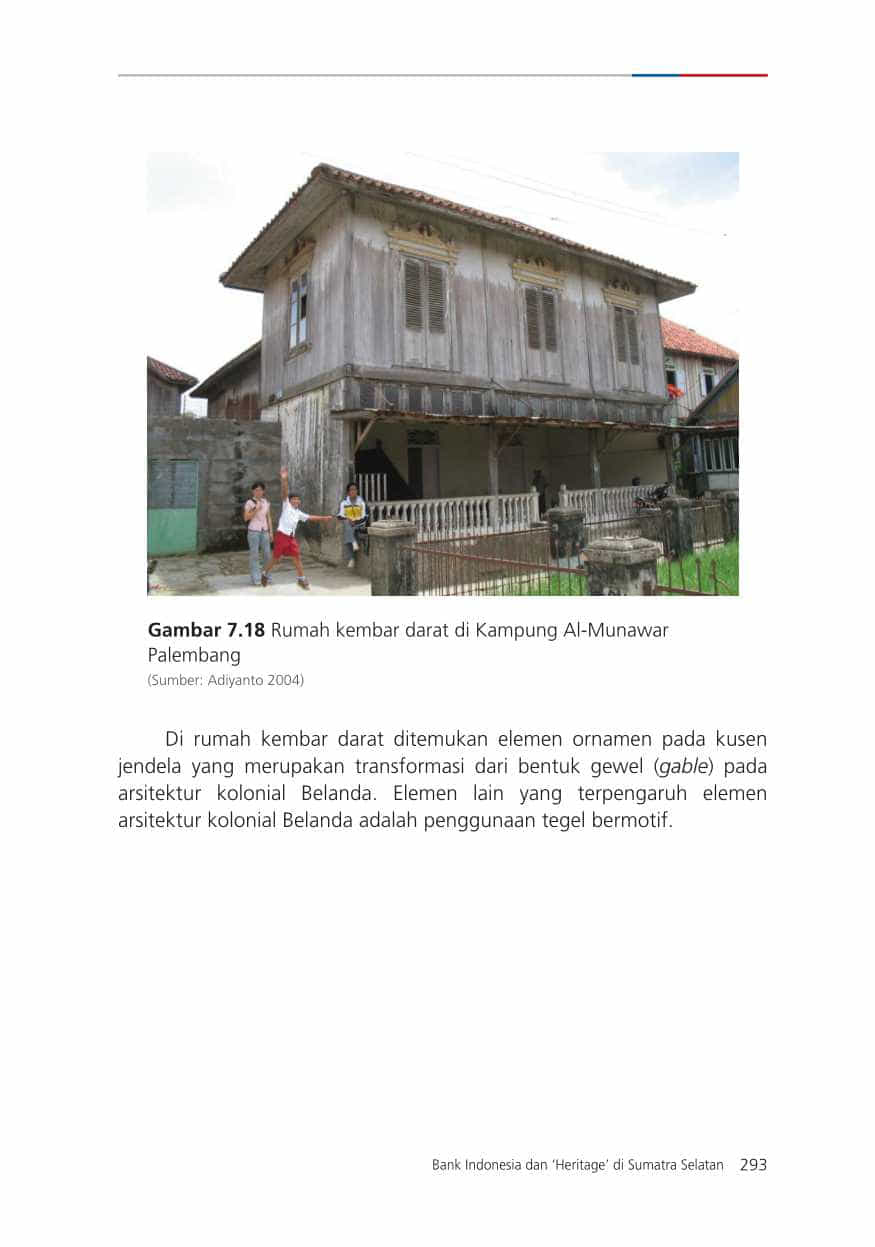 Gambar 7.18 Rumah kembar darat di Kampung Al-Munawar
Palembang
(Sumber: Adiyanto 2004)
Di rumah kembar darat ditemukan elemen ornamen pada kusen
jendela yang merupakan transformasi dari bentuk gewel (gable) pada
arsitektur kolonial Belanda. Elemen lain yang terpengaruh elemen
arsitektur kolonial Belanda adalah penggunaan tegel bermotif.
Bank Indonesia dan ‘Heritage’ di Sumatra Selatan 293